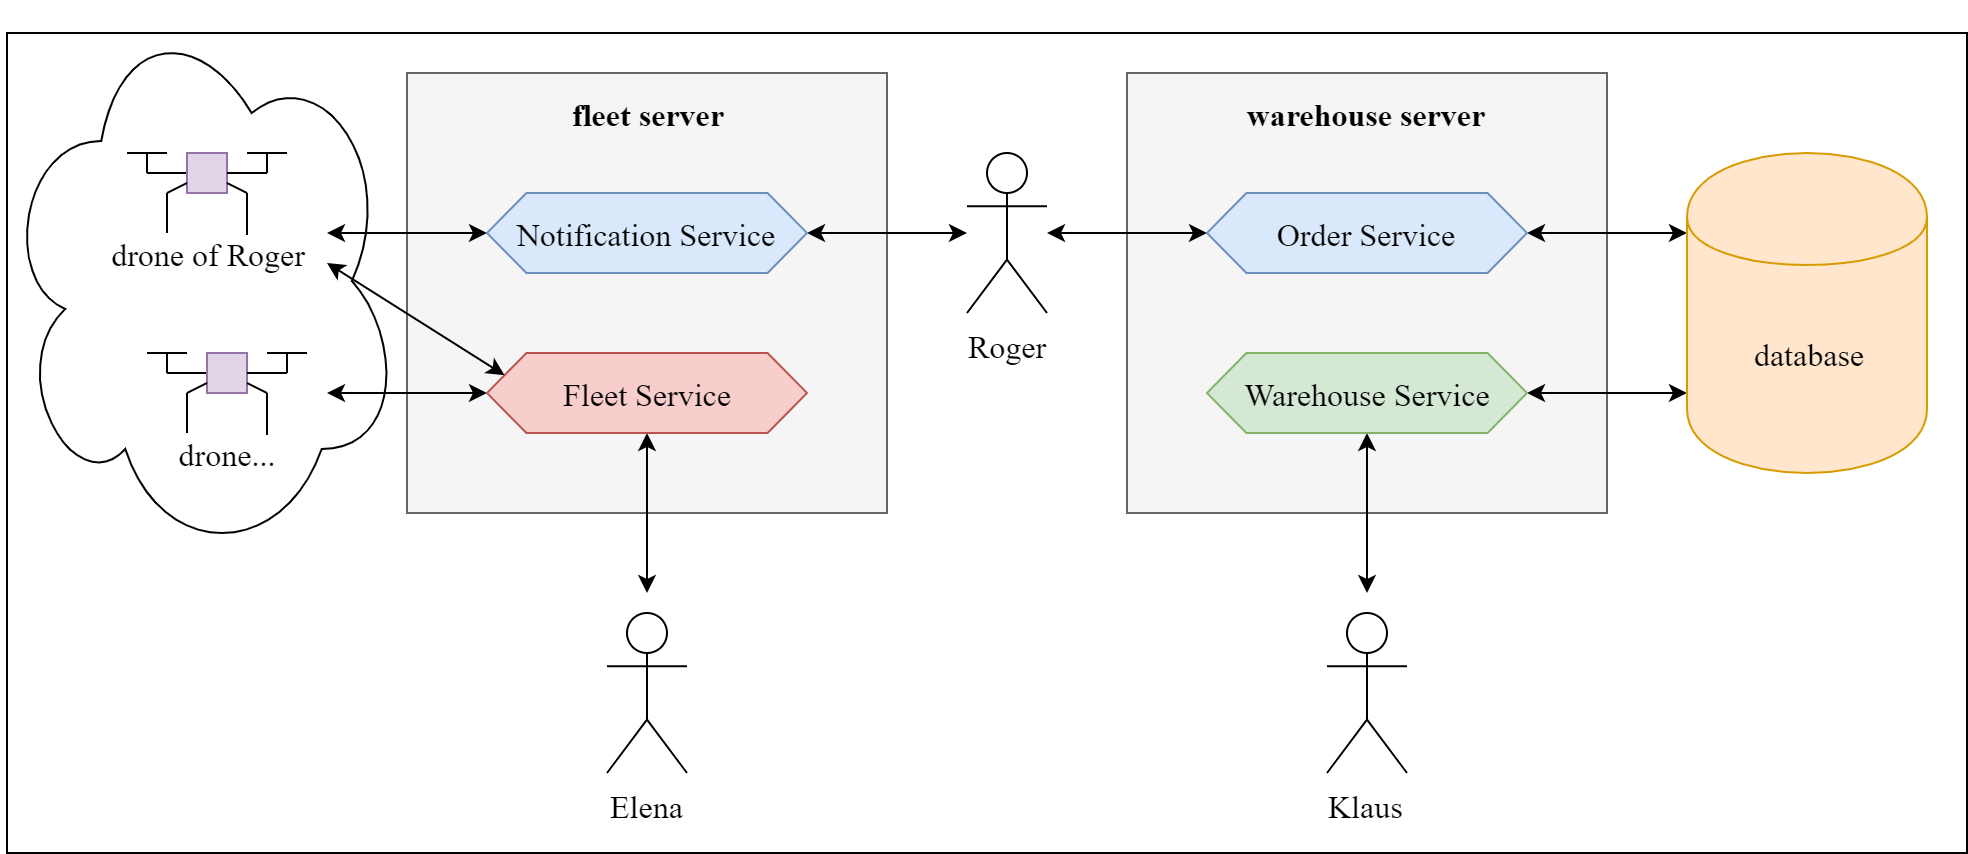 fleet server
warehouse server
Notification Service
Order Service
drone of Roger
Roger
database
Fleet Service
Warehouse Service
drone...
Elena
Klaus